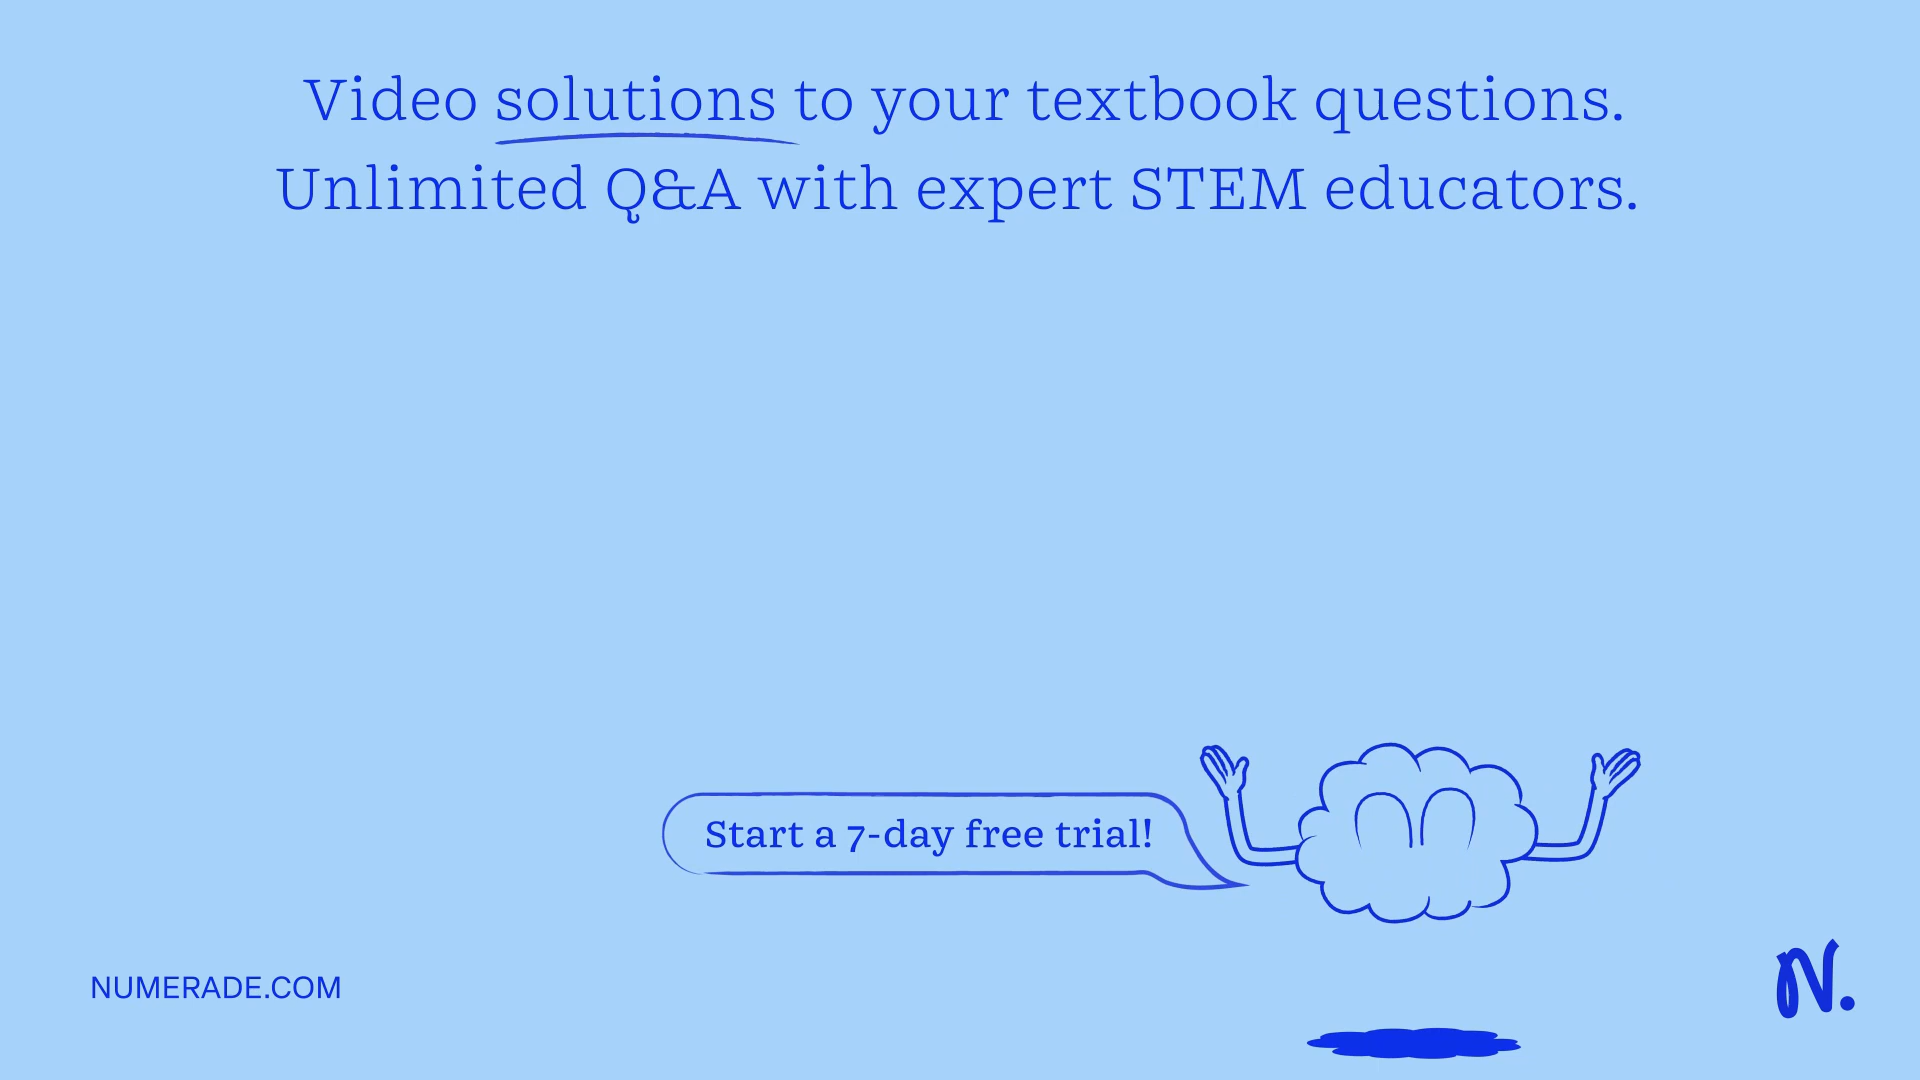 Video solutions to your textbook questions.
Unlimited Q&A with expert STEM educators.
Start a 7-day free trial!
NUMERADE.COM
N.